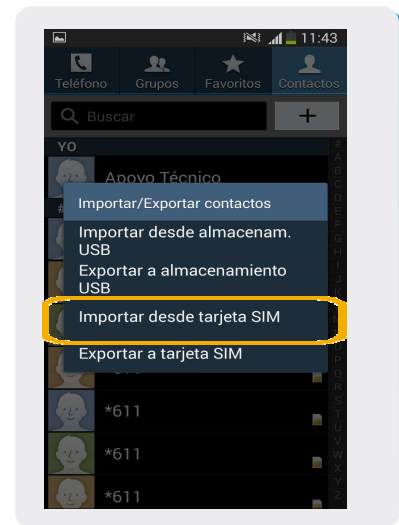 11:43
Teléfono Grupos Favoritos Contactos
Buscar +
YO
Apoyo Técnico
#
Importar/Exportar contactos
Importar desde almacenam.
USB
Exportar a almacenamiento
USB
Importar desde tarjeta SIM
Exportar a tarjeta SIM
*611
*611
*611